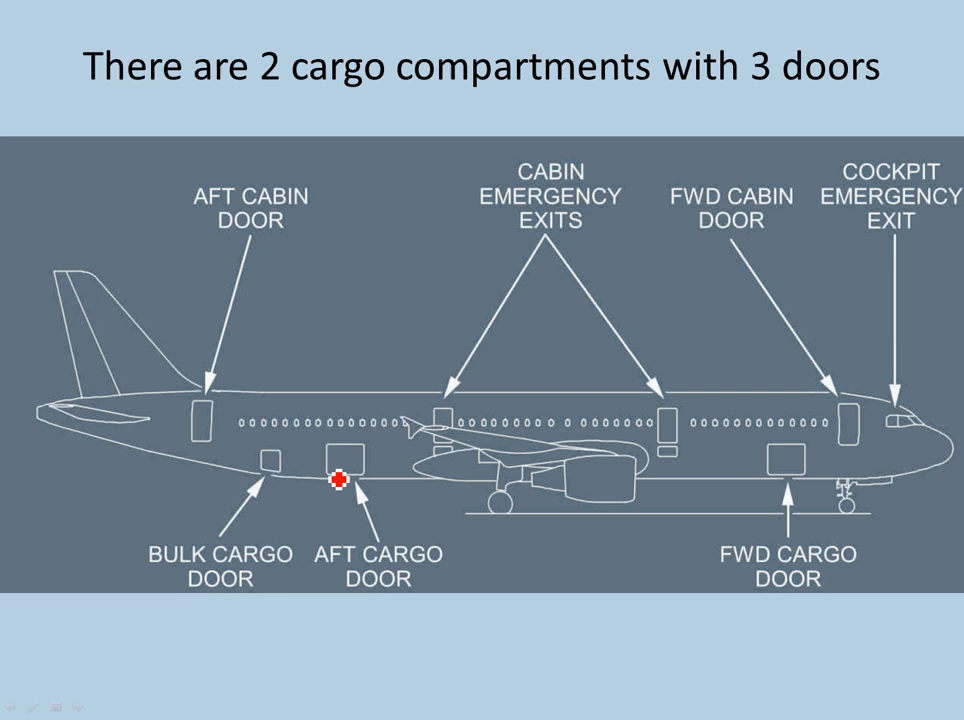 There are 2 cargo compartments with 3 doors
AFT CABIN
DOOR
CABIN
EMERGENCY
EXITS
FWD CABIN
DOOR
COCKPIT
EMERGENCY
EXIT
BULK CARGO
DOOR
AFT CARGO
DOOR
FWD CARGO
DOOR